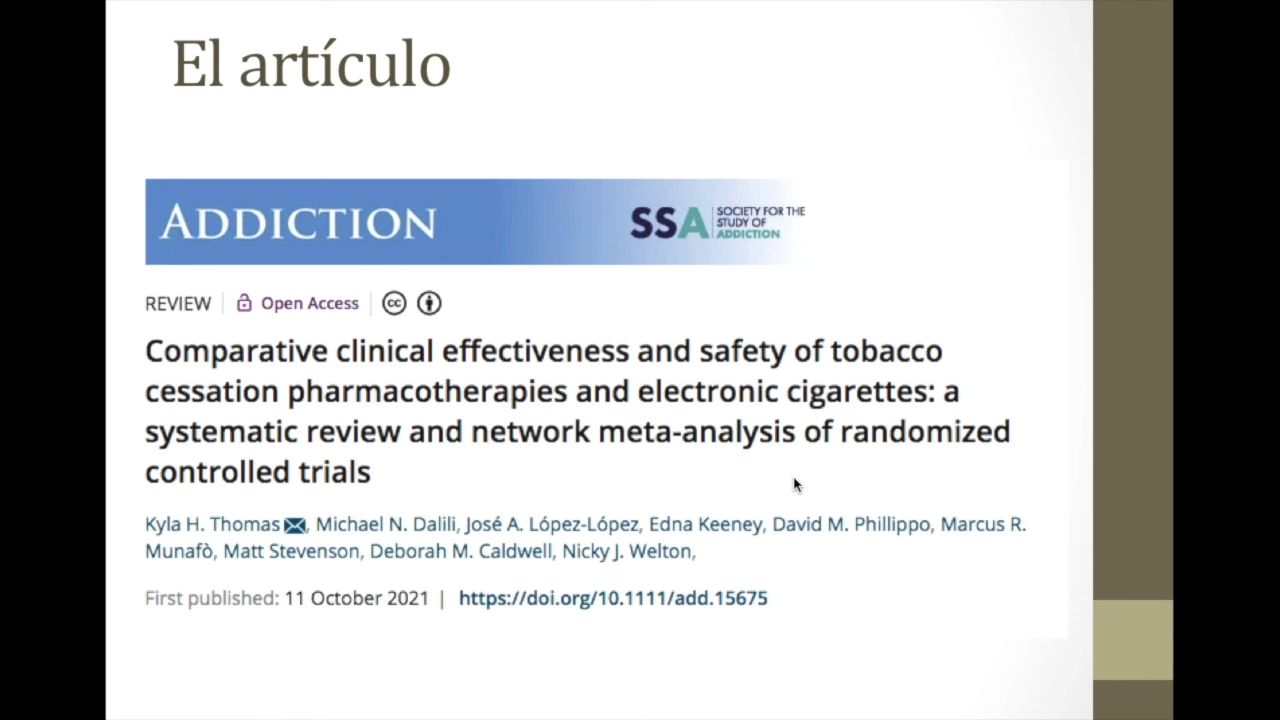 El artículo
ADDICTION
SSA
SOCIETY FOR THE
STUDY OF
ADDICTION
REVIEW Open Access cc
Comparative clinical effectiveness and safety of tobacco
cessation pharmacotherapies and electronic cigarettes: a
systematic review and network meta-analysis of randomized
controlled trials
Kyla H. Thomas, Michael N. Dalili, José A. López-López, Edna Keeney, David M. Phillippo, Marcus R.
Munafò, Matt Stevenson, Deborah M. Caldwell, Nicky J. Welton,
First published: 11 October 2021 | https://doi.org/10.1111/add.15675